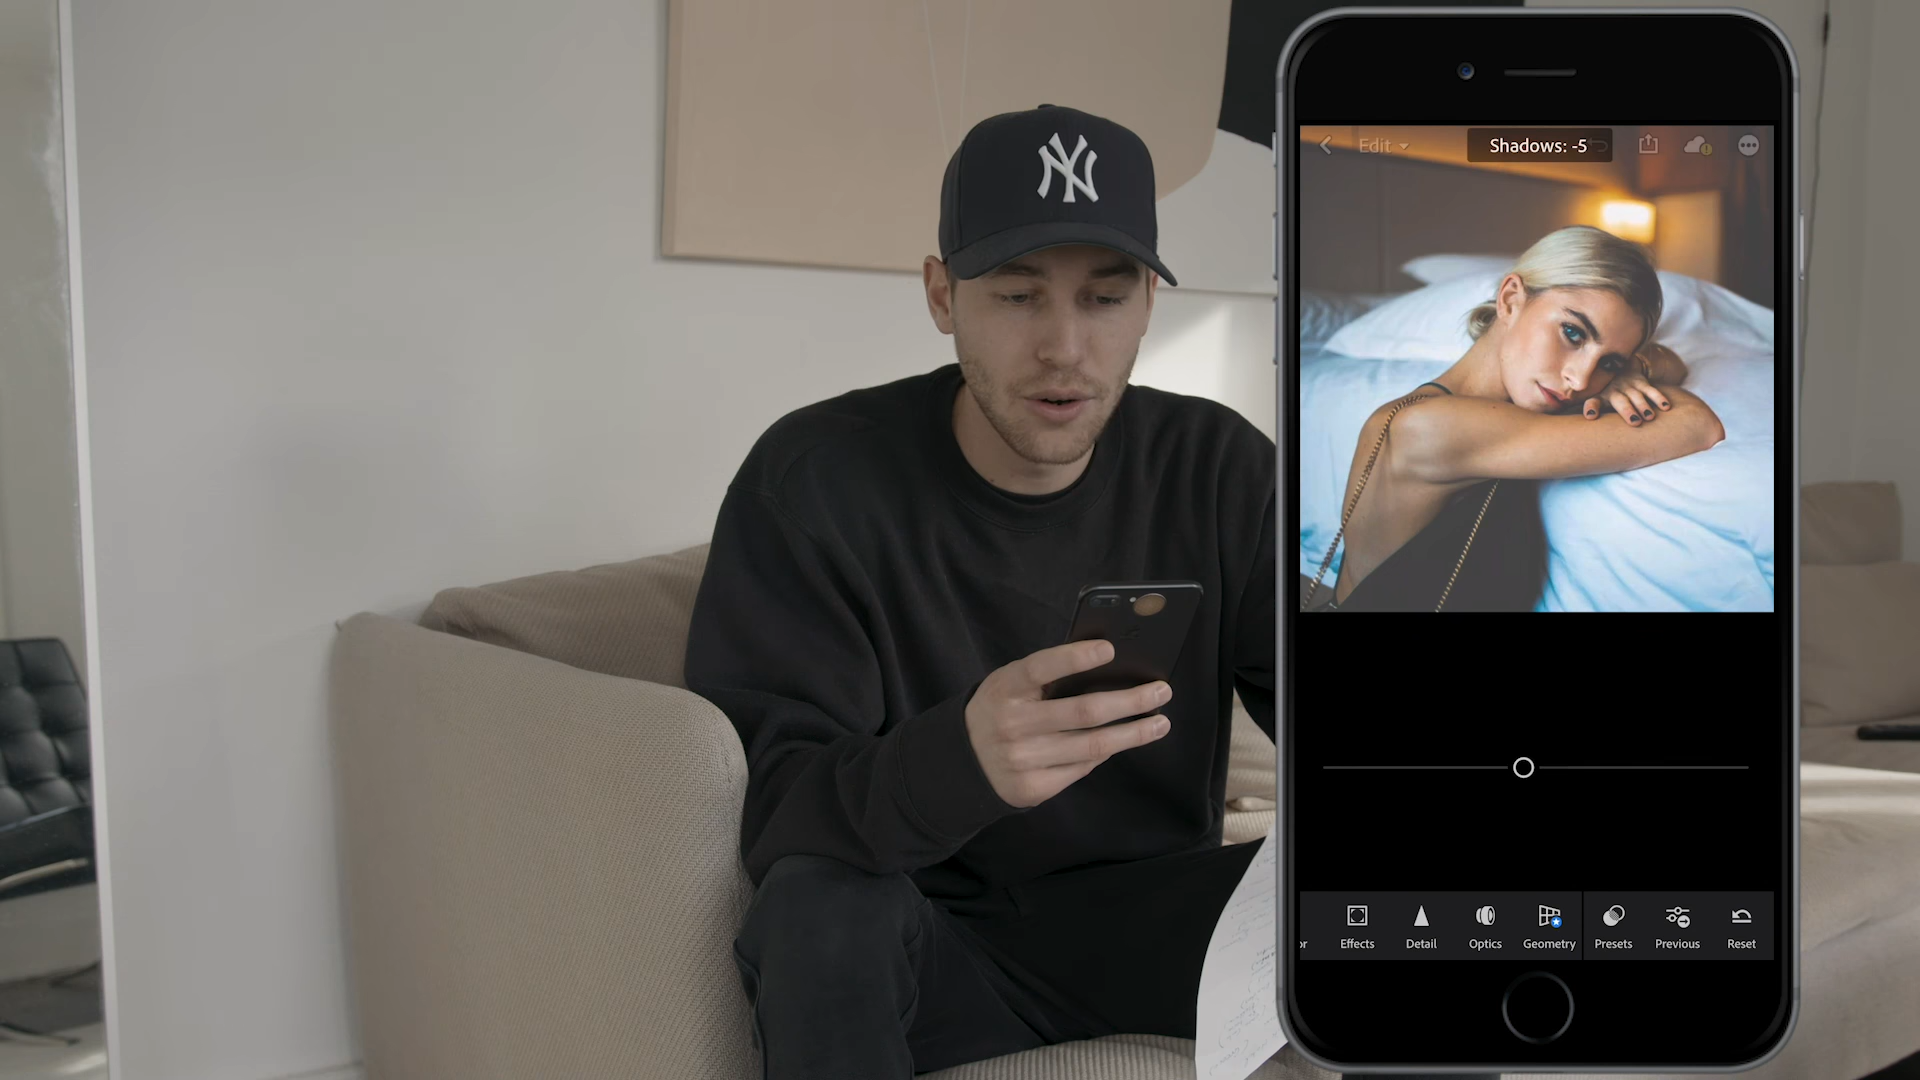 NY
Edit
Shadows: -5
Effects
Detail
Optics
Geometry
Presets
Previous
Reset